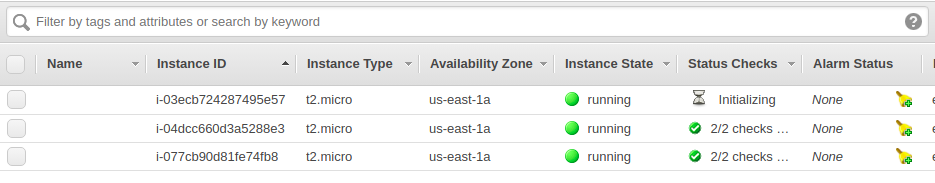 Filter by tags and attributes or search by keyword
Name Instance ID Instance Type Availability Zone Instance State Status Checks Alarm Status
i-03ecb724287495e57 t2.micro us-east-1a running Initializing None
i-04dcc660d3a5288e3 t2.micro us-east-1a running 2/2 checks ... None
i-077cb90d81fe74fb8 t2.micro us-east-1a running 2/2 checks ... None